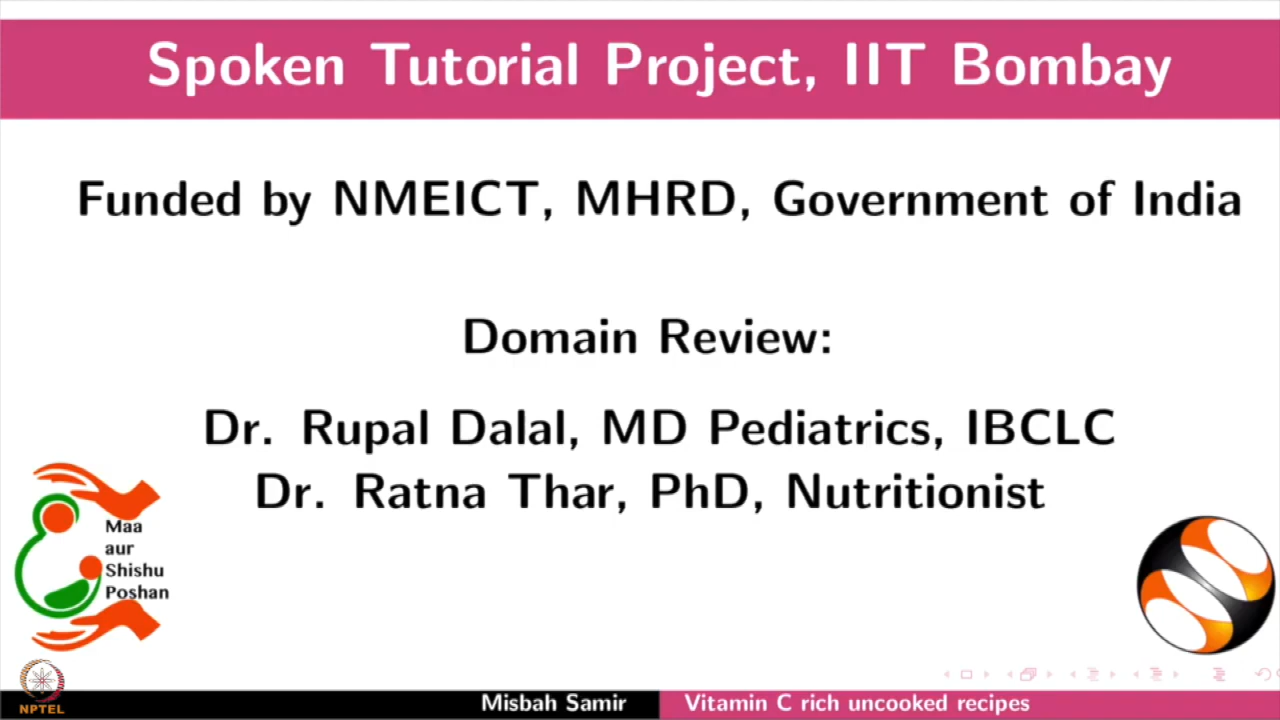 Spoken Tutorial Project, IIT Bombay
Funded by NMEICT, MHRD, Government of India
Domain Review:
Dr. Rupal Dalal, MD Pediatrics, IBCLC
Dr. Ratna Thar, PhD, Nutritionist
Maa
aur
Shishu
Poshan
NPTEL
Misbah Samir
Vitamin C rich uncooked recipes